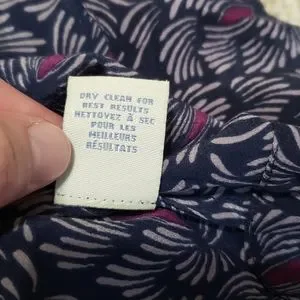 DRY CLEAN FOR
BEST RESULTS
NETTOYEZ À SEC
POUR LES
MEILLEURS
RÉSULTATS